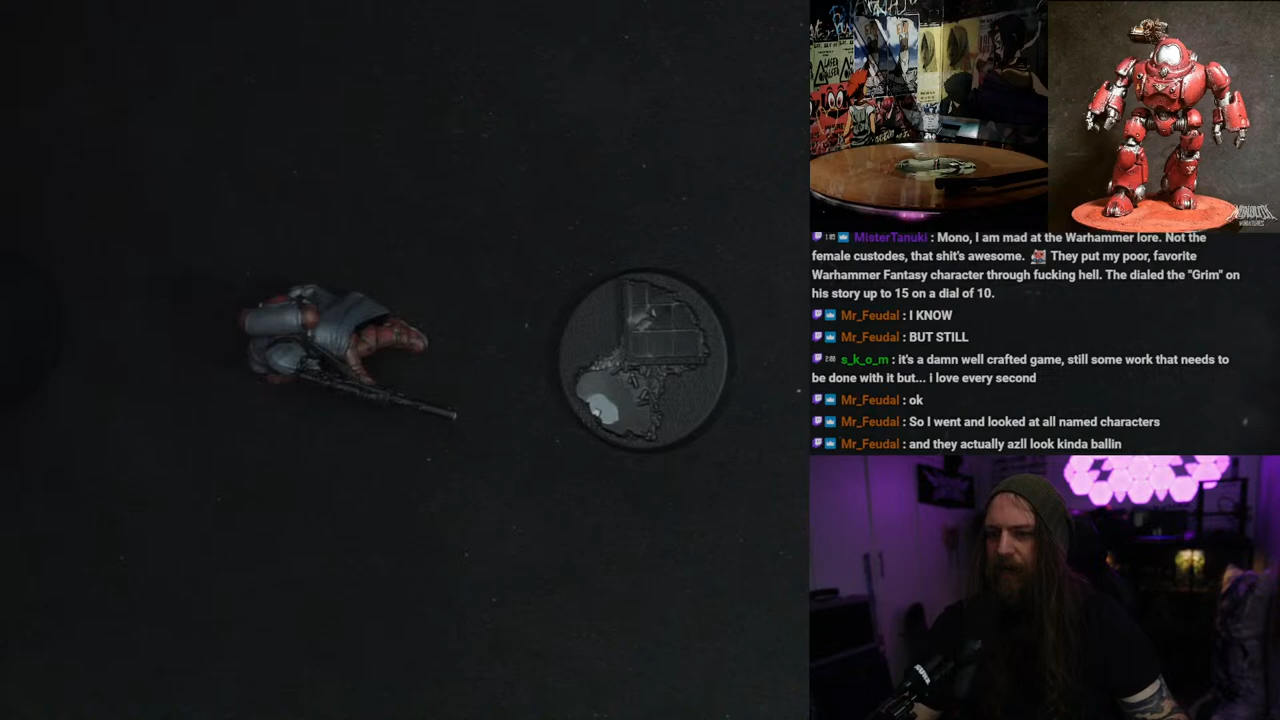 MisterTanuki : Mono, I am mad at the Warhammer lore. Not the
female custodes, that shit's awesome. They put my poor, favorite
Warhammer Fantasy character through fucking hell. The dialed the "Grim" on
his story up to 15 on a dial of 10.
Mr_Feudal : I KNOW
Mr_Feudal : BUT STILL
s_k_o_m : it's a damn well crafted game, still some work that needs to
be done with it but... i love every second
Mr_Feudal : ok
Mr_Feudal : So I went and looked at all named characters
Mr_Feudal : and they actually azll look kinda ballin